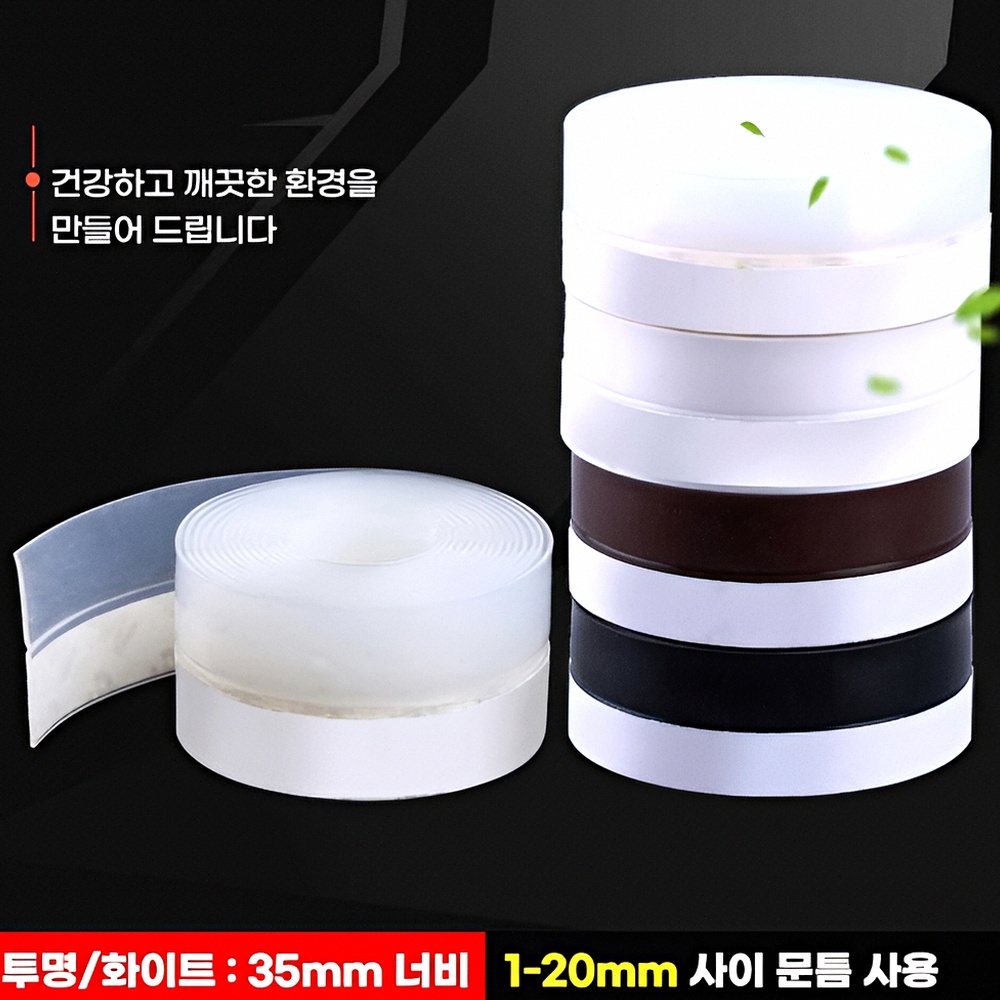 건강하고 깨끗한 환경을
만들어 드립니다
투명/화이트 : 35mm 너비
1-20mm 사이 문틈 사용